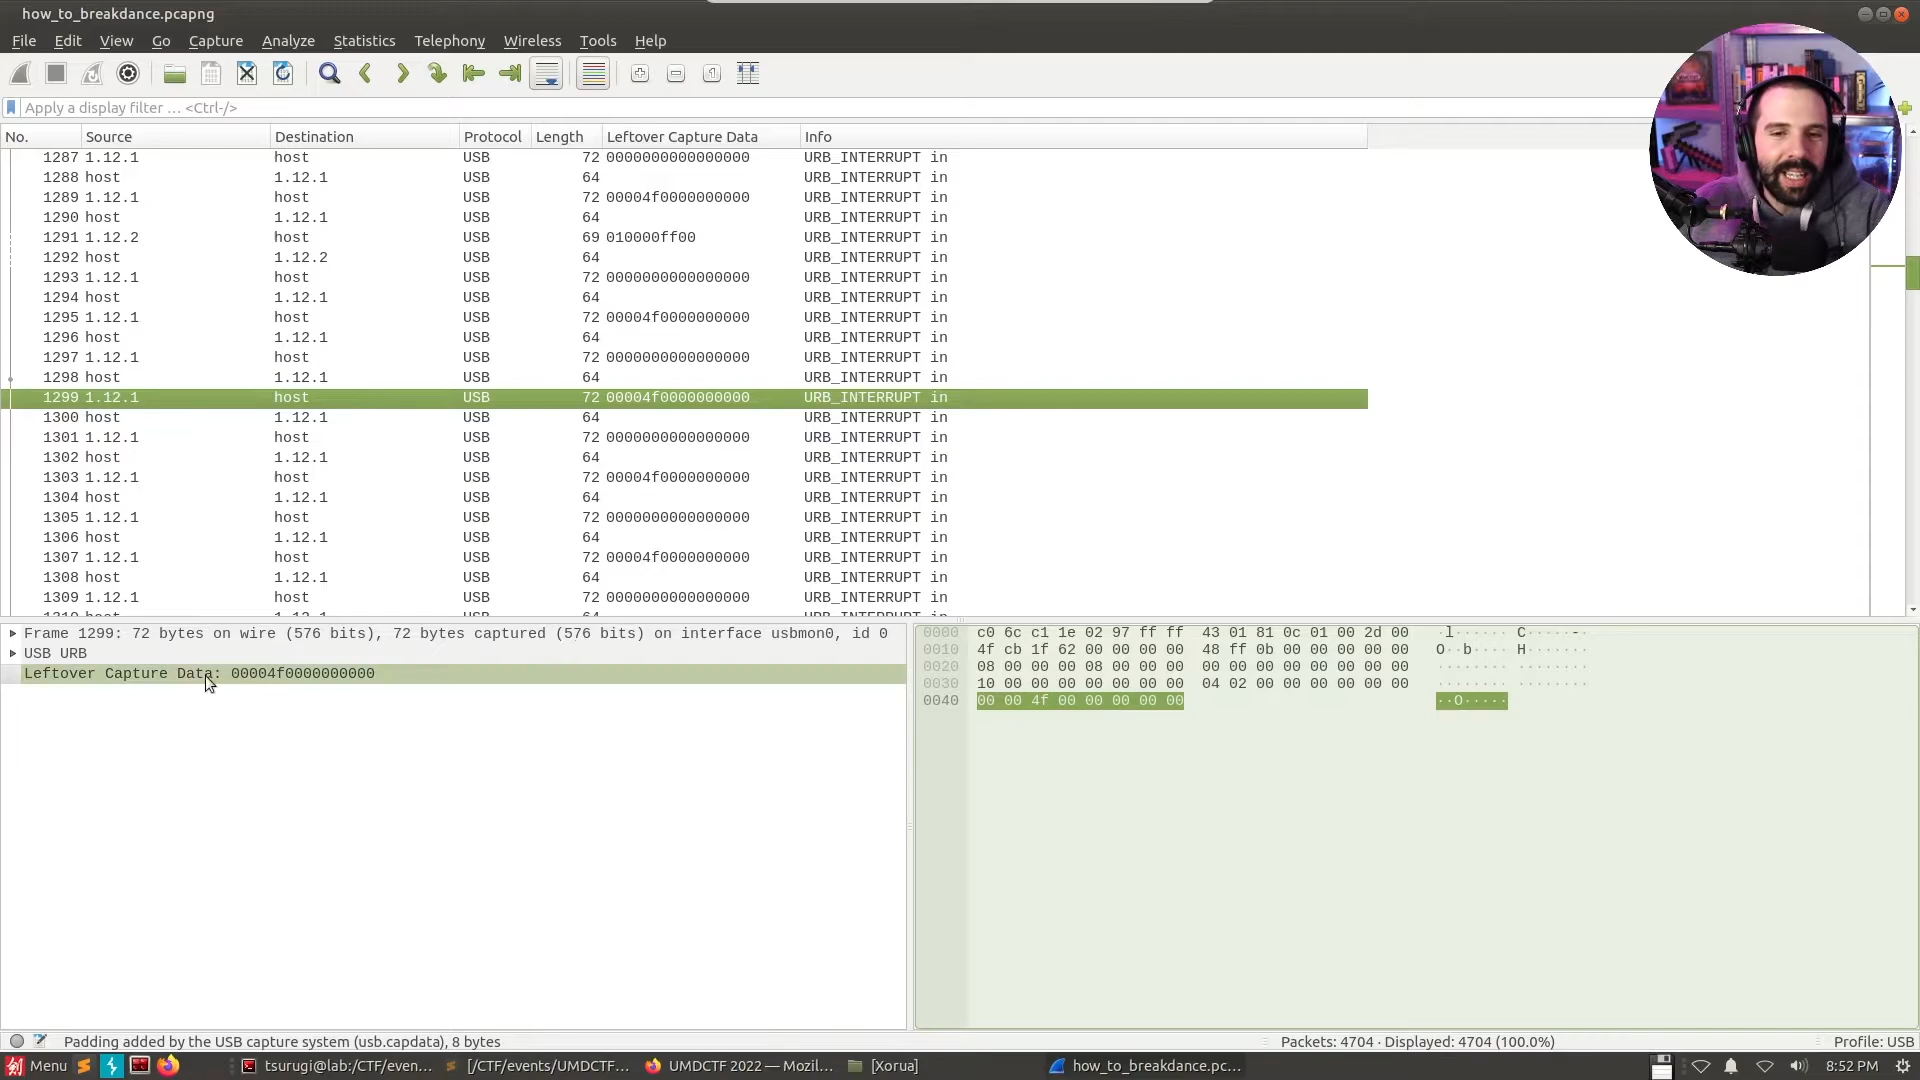 how_to_breakdance.pcapng
File Edit View Go Capture Analyze Statistics Telephony Wireless Tools Help
Apply a display filter … <Ctrl-/>
No. Source Destination Protocol Length Leftover Capture Data Info
1287 1.12.1 host USB 72 0000000000000000 URB_INTERRUPT in
1288 host 1.12.1 USB 64 URB_INTERRUPT in
1289 1.12.1 host USB 72 00004f0000000000 URB_INTERRUPT in
1290 host 1.12.1 USB 64 URB_INTERRUPT in
1291 1.12.2 host USB 69 010000ff00 URB_INTERRUPT in
1292 host 1.12.2 USB 64 URB_INTERRUPT in
1293 1.12.1 host USB 72 0000000000000000 URB_INTERRUPT in
1294 host 1.12.1 USB 64 URB_INTERRUPT in
1295 1.12.1 host USB 72 00004f0000000000 URB_INTERRUPT in
1296 host 1.12.1 USB 64 URB_INTERRUPT in
1297 1.12.1 host USB 72 0000000000000000 URB_INTERRUPT in
1298 host 1.12.1 USB 64 URB_INTERRUPT in
1299 1.12.1 host USB 72 00004f0000000000 URB_INTERRUPT in
1300 host 1.12.1 USB 64 URB_INTERRUPT in
1301 1.12.1 host USB 72 0000000000000000 URB_INTERRUPT in
1302 host 1.12.1 USB 64 URB_INTERRUPT in
1303 1.12.1 host USB 72 00004f0000000000 URB_INTERRUPT in
1304 host 1.12.1 USB 64 URB_INTERRUPT in
1305 1.12.1 host USB 72 0000000000000000 URB_INTERRUPT in
1306 host 1.12.1 USB 64 URB_INTERRUPT in
1307 1.12.1 host USB 72 00004f0000000000 URB_INTERRUPT in
1308 host 1.12.1 USB 64 URB_INTERRUPT in
1309 1.12.1 host USB 72 0000000000000000 URB_INTERRUPT in
1310 host 1.12.1 USB 64 URB_INTERRUPT in
Frame 1299: 72 bytes on wire (576 bits), 72 bytes captured (576 bits) on interface usbmon0, id 0
USB URB
Leftover Capture Data: 00004f0000000000
0000 c0 6c c1 1e 02 97 ff ff 43 01 81 0c 01 00 2d 00 ·l······ C·····-·
0010 4f cb 1f 62 00 00 00 00 48 ff 0b 00 00 00 00 00 O··b···· H·······
0020 08 00 00 00 08 00 00 00 00 00 00 00 00 00 00 00 ········ ········
0030 10 00 00 00 00 00 00 00 04 02 00 00 00 00 00 00 ········ ········
0040 00 00 4f 00 00 00 00 00 ··O·····
Padding added by the USB capture system (usb.capdata), 8 bytes Packets: 4704 · Displayed: 4704 (100.0%) Profile: USB
Menu tsurugi@lab:/CTF/even... [/CTF/events/UMDCTF... UMDCTF 2022 — Mozil... [Xorua] how_to_breakdance.pc... 8:52 PM